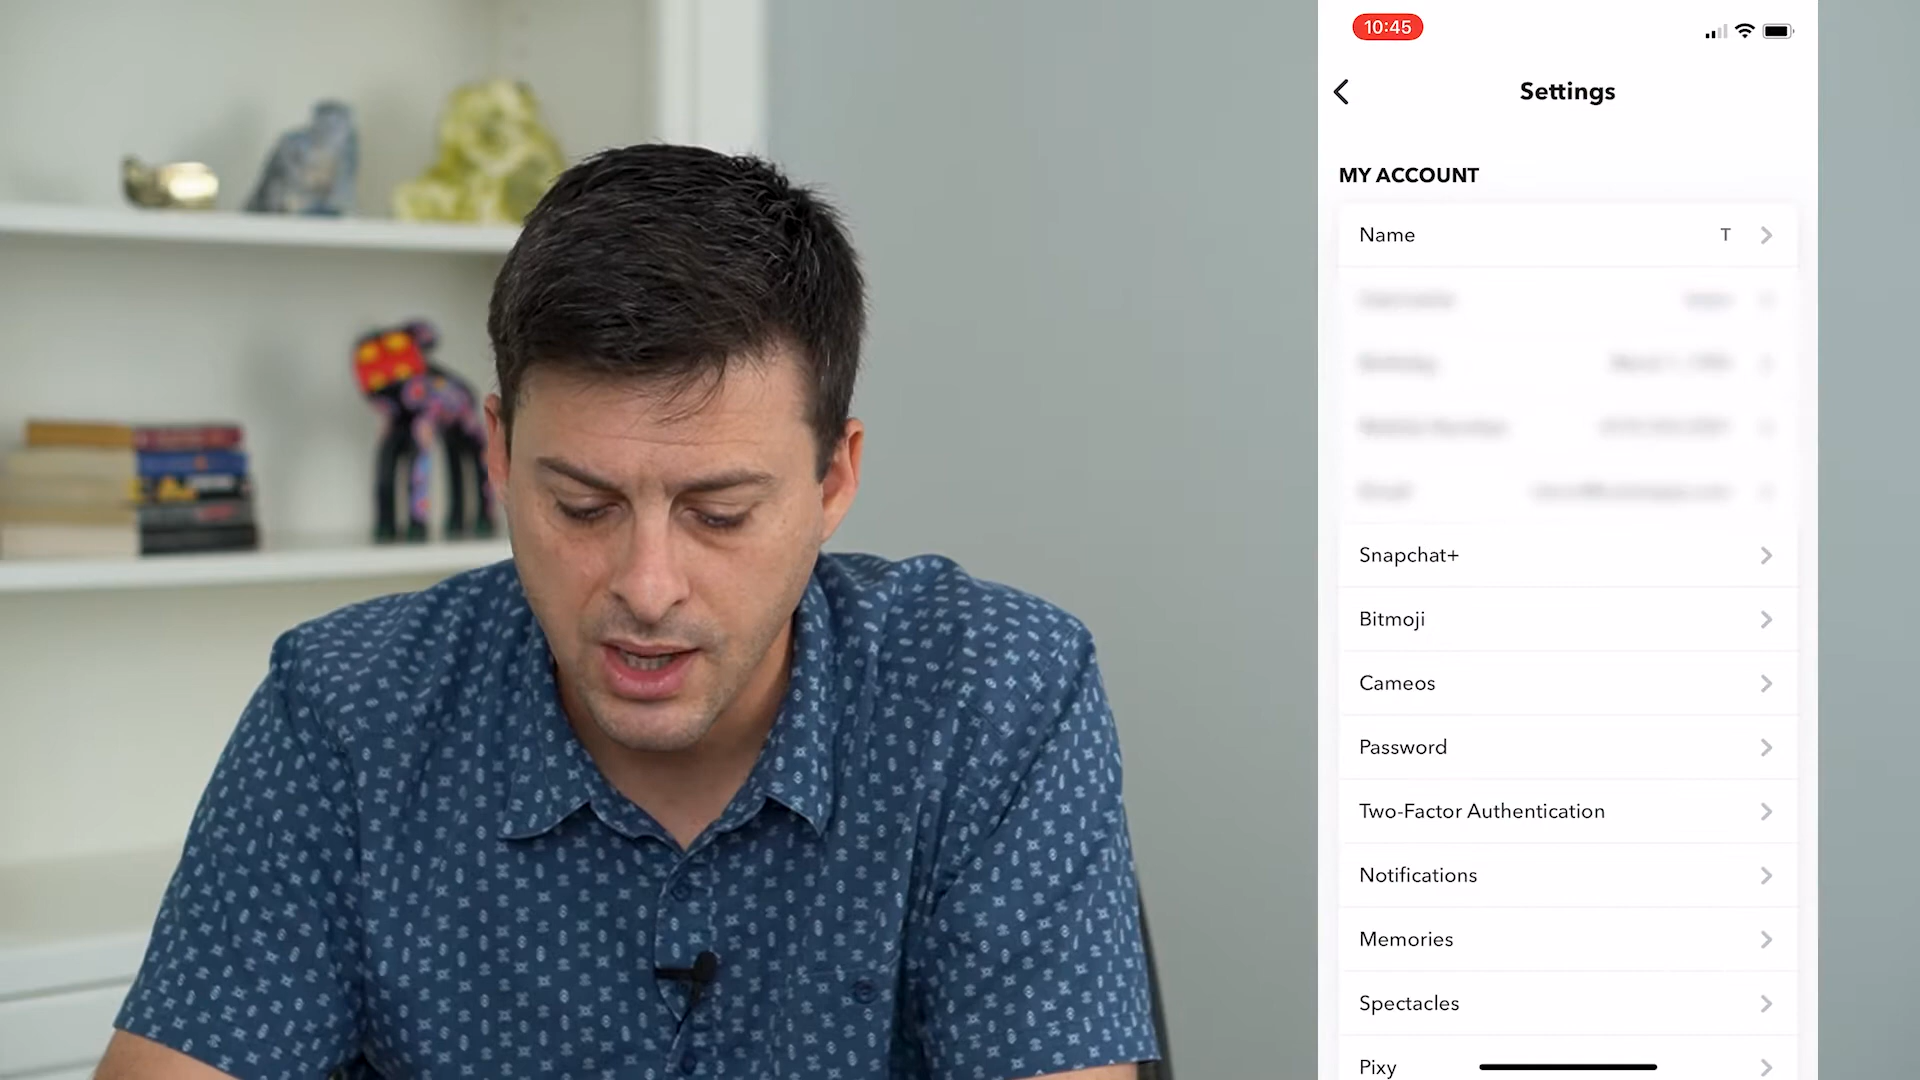 10:45
Settings
MY ACCOUNT
Name T
Snapchat+
Bitmoji
Cameos
Password
Two-Factor Authentication
Notifications
Memories
Spectacles
Pixy